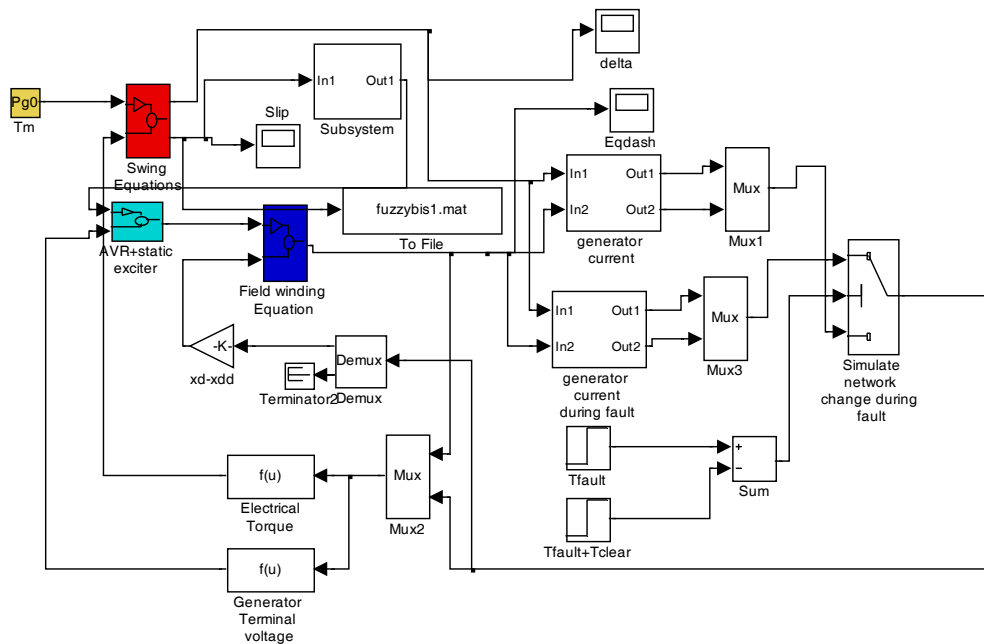 delta
Pg0
Tm
Swing
Equations
Slip
In1
Out1
Subsystem
Eqdash
In1
In2
Out1
Out2
generator
current
Mux
Mux1
fuzzybis1.mat
To File
AVR+static
exciter
Field winding
Equation
In1
In2
Out1
Out2
generator
current
during fault
Mux
Mux3
Simulate
network
change during
fault
-K-
xd-xdd
Demux
Demux
Terminator2
Tfault
+
−
Sum
Tfault+Tclear
Mux
Mux2
f(u)
Electrical
Torque
f(u)
Generator
Terminal
voltage